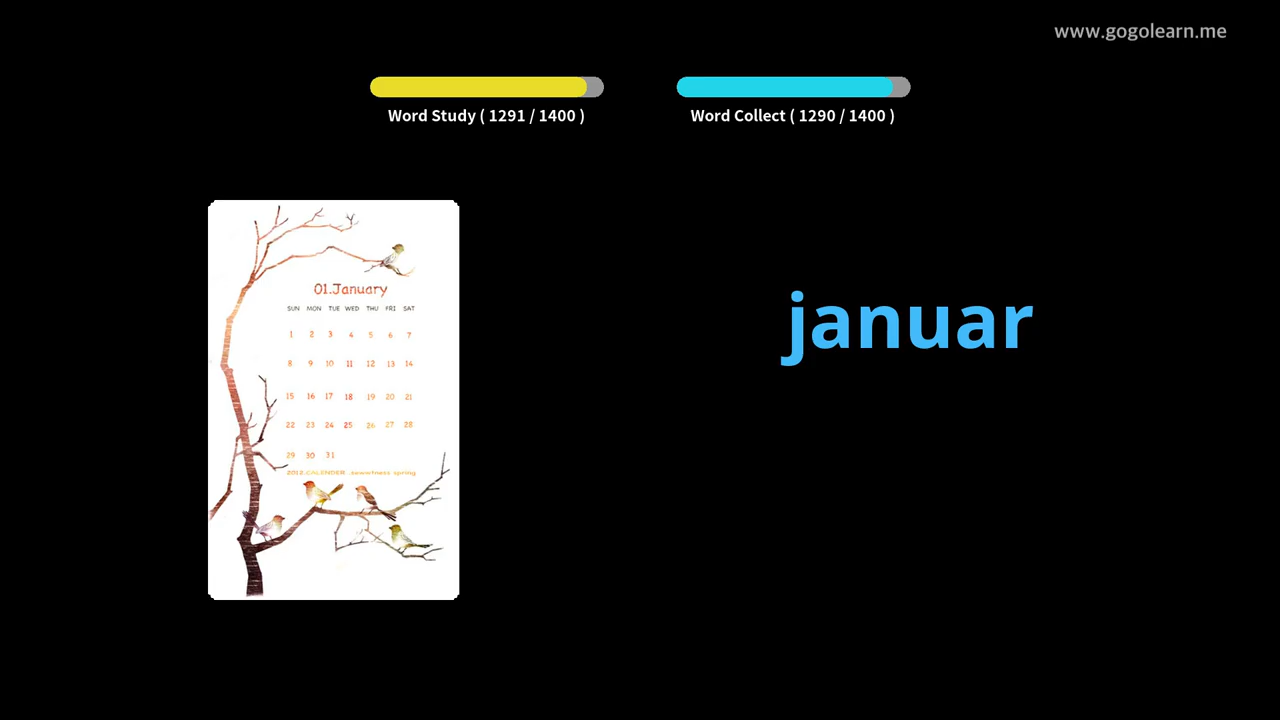 www.gogolearn.me
Word Study ( 1291 / 1400 )
Word Collect ( 1290 / 1400 )
01.January
SUN MON TUE WED THU FRI SAT
1 2 3 4 5 6 7
8 9 10 11 12 13 14
15 16 17 18 19 20 21
22 23 24 25 26 27 28
29 30 31
CALENDER spring
januar